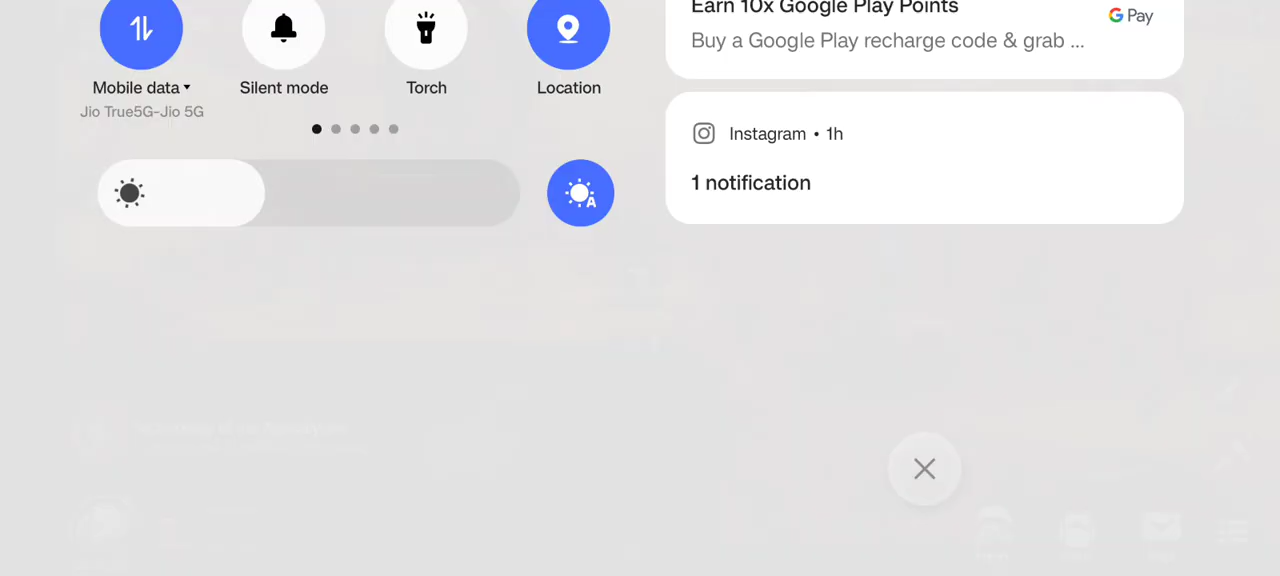 Mobile data
Jio True5G-Jio 5G
Silent mode
Torch
Location
A
Earn 10x Google Play Points
Buy a Google Play recharge code & grab ...
G Pay
Instagram • 1h
1 notification